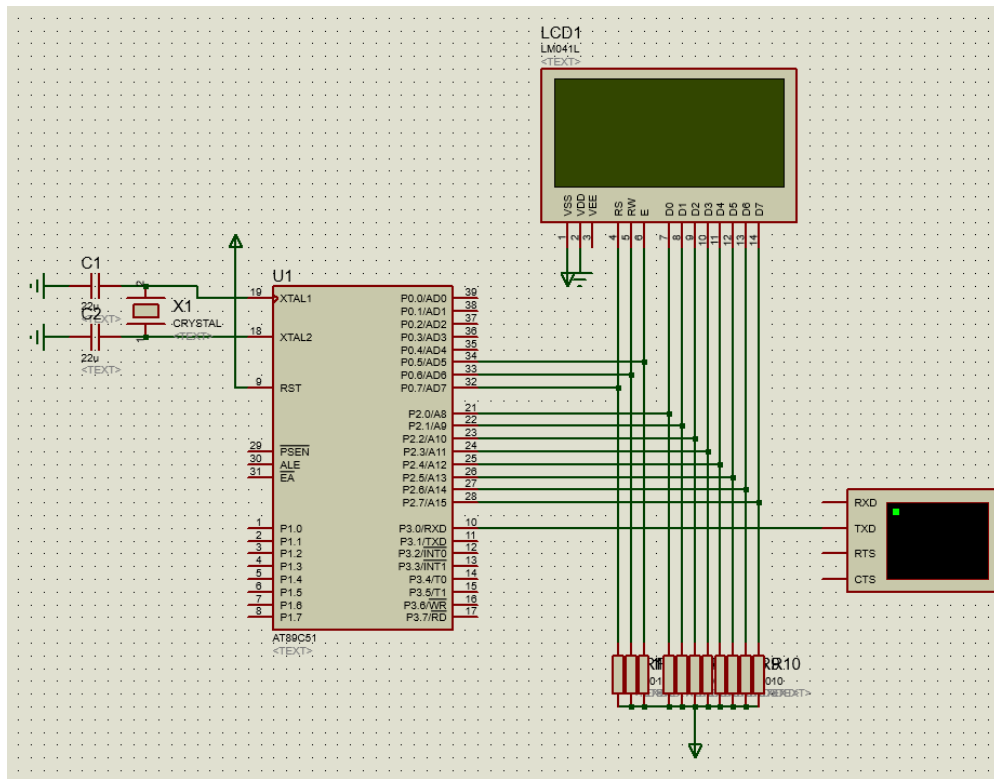 LCD1
LM041L
<TEXT>
VSS
VDD
VEE
RS
RW
E
D0
D1
D2
D3
D4
D5
D6
D7
1
2
3
4
5
6
7
8
9
10
11
12
13
14
C1
22u
<TEXT>
C2
22u
<TEXT>
2
X1
CRYSTAL
<TEXT>
1
U1
19 XTAL1
18 XTAL2
9 RST
29 PSEN
30 ALE
31 EA
1 P1.0
2 P1.1
3 P1.2
4 P1.3
5 P1.4
6 P1.5
7 P1.6
8 P1.7
P0.0/AD0 39
P0.1/AD1 38
P0.2/AD2 37
P0.3/AD3 36
P0.4/AD4 35
P0.5/AD5 34
P0.6/AD6 33
P0.7/AD7 32
P2.0/A8 21
P2.1/A9 22
P2.2/A10 23
P2.3/A11 24
P2.4/A12 25
P2.5/A13 26
P2.6/A14 27
P2.7/A15 28
P3.0/RXD 10
P3.1/TXD 11
P3.2/INT0 12
P3.3/INT1 13
P3.4/T0 14
P3.5/T1 15
P3.6/WR 16
P3.7/RD 17
AT89C51
<TEXT>
RXD
TXD
RTS
CTS
R10